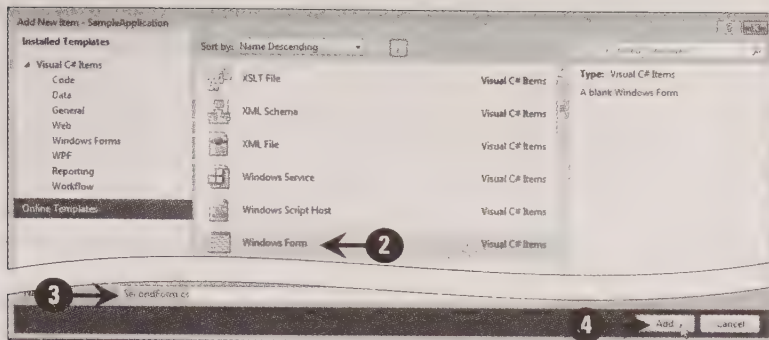 Add New Item - SampleApplication
Installed Templates
Sort by: Name Descending
Visual C# Items
Code
Data
General
Web
Windows Forms
WPF
Reporting
Workflow
Online Templates
XSLT File Visual C# Items
XML Schema Visual C# Items
XML File Visual C# Items
Windows Service Visual C# Items
Windows Script Host Visual C# Items
Windows Form 2 Visual C# Items
Type: Visual C# Items
A blank Windows Form
3 SecondForm.cs
4 Add Cancel